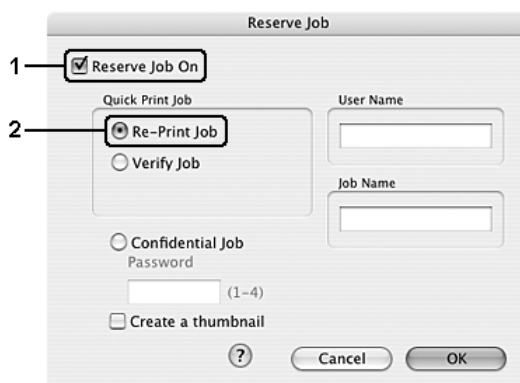 Reserve Job
1
Reserve Job On
Quick Print Job
User Name
2
Re-Print Job
Verify Job
Job Name
Confidential Job
Password
(1-4)
Create a thumbnail
?
Cancel
OK